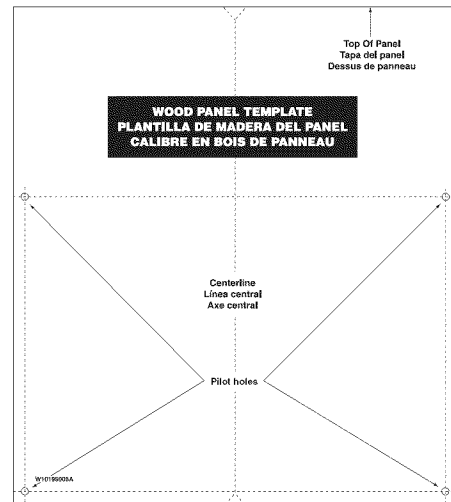 Top Of Panel
Tapa del panel
Dessus de panneau
WOOD PANEL TEMPLATE
PLANTILLA DE MADERA DEL PANEL
CALIBRE EN BOIS DE PANNEAU
Centerline
Línea central
Axe central
Pilot holes
W10199905A